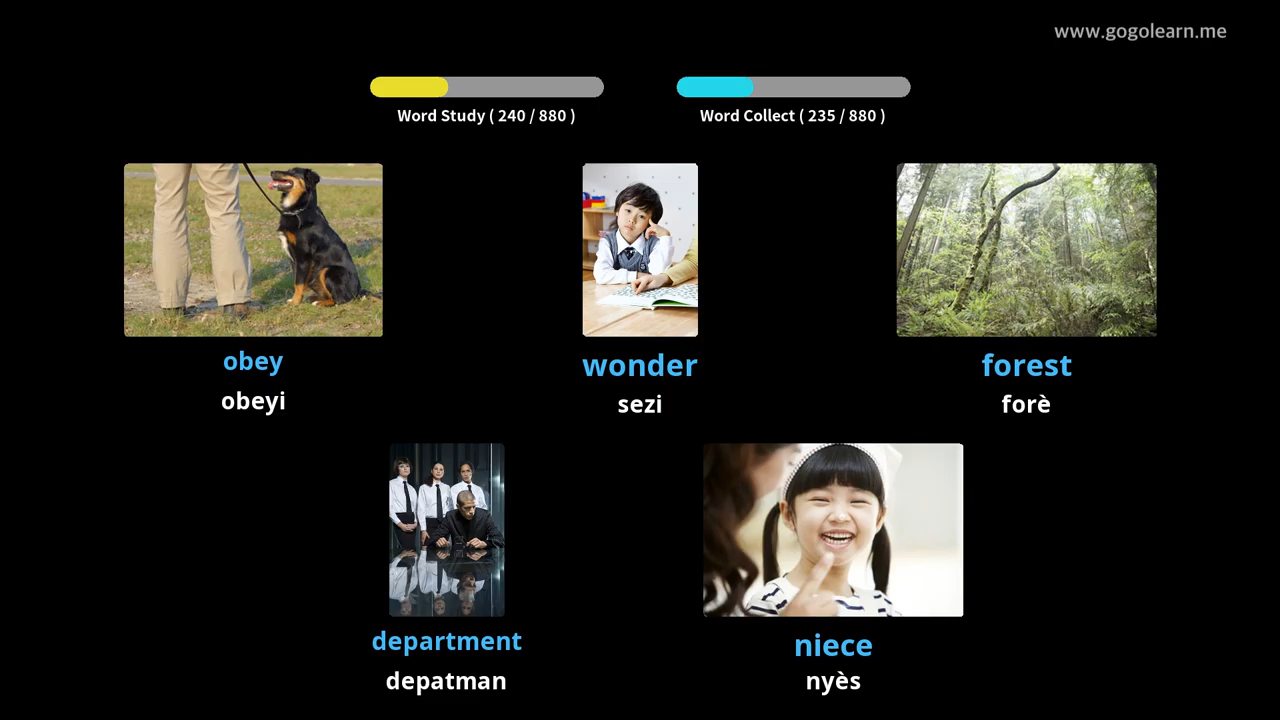 www.gogolearn.me
Word Study ( 240 / 880 )
Word Collect ( 235 / 880 )
obey
obeyi
wonder
sezi
forest
forè
department
depatman
niece
nyès